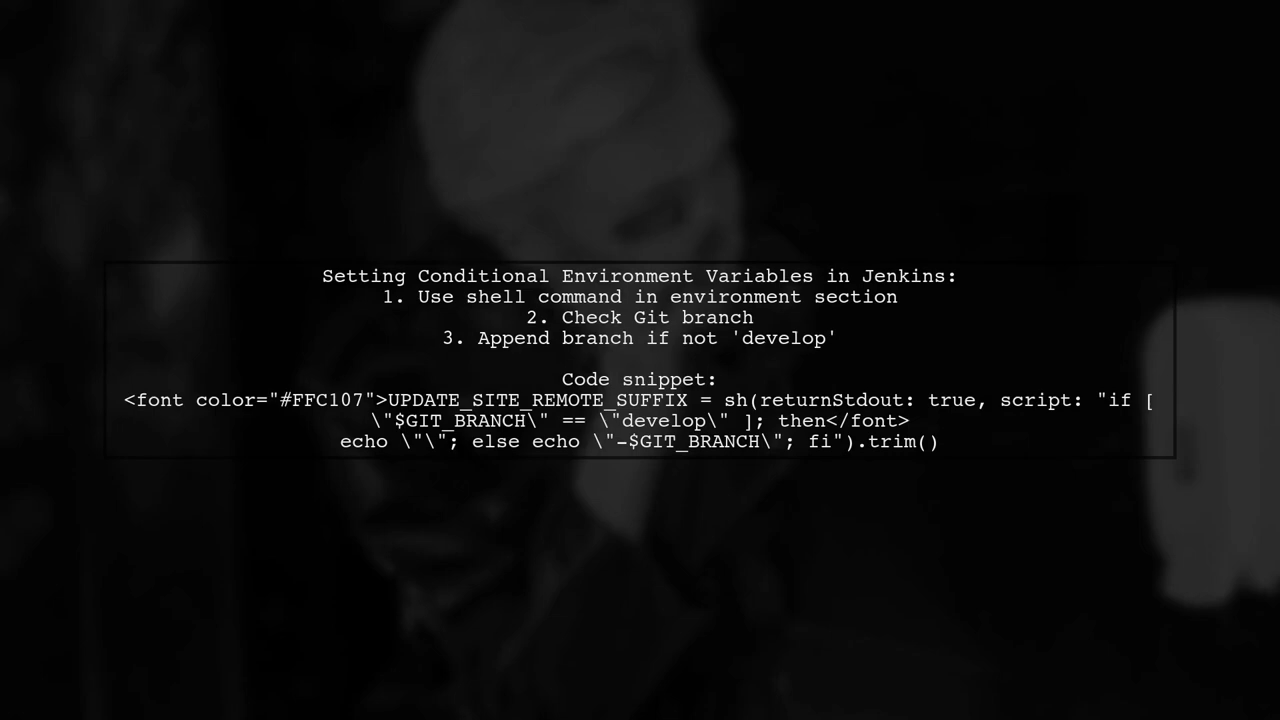 Setting Conditional Environment Variables in Jenkins:
1. Use shell command in environment section
2. Check Git branch
3. Append branch if not 'develop'
Code snippet:
<font color="#FFC107">UPDATE_SITE_REMOTE_SUFFIX = sh(returnStdout: true, script: "if [
\"$GIT_BRANCH\" == \"develop\" ]; then</font>
echo \"\"; else echo \"-$GIT_BRANCH\"; fi").trim()